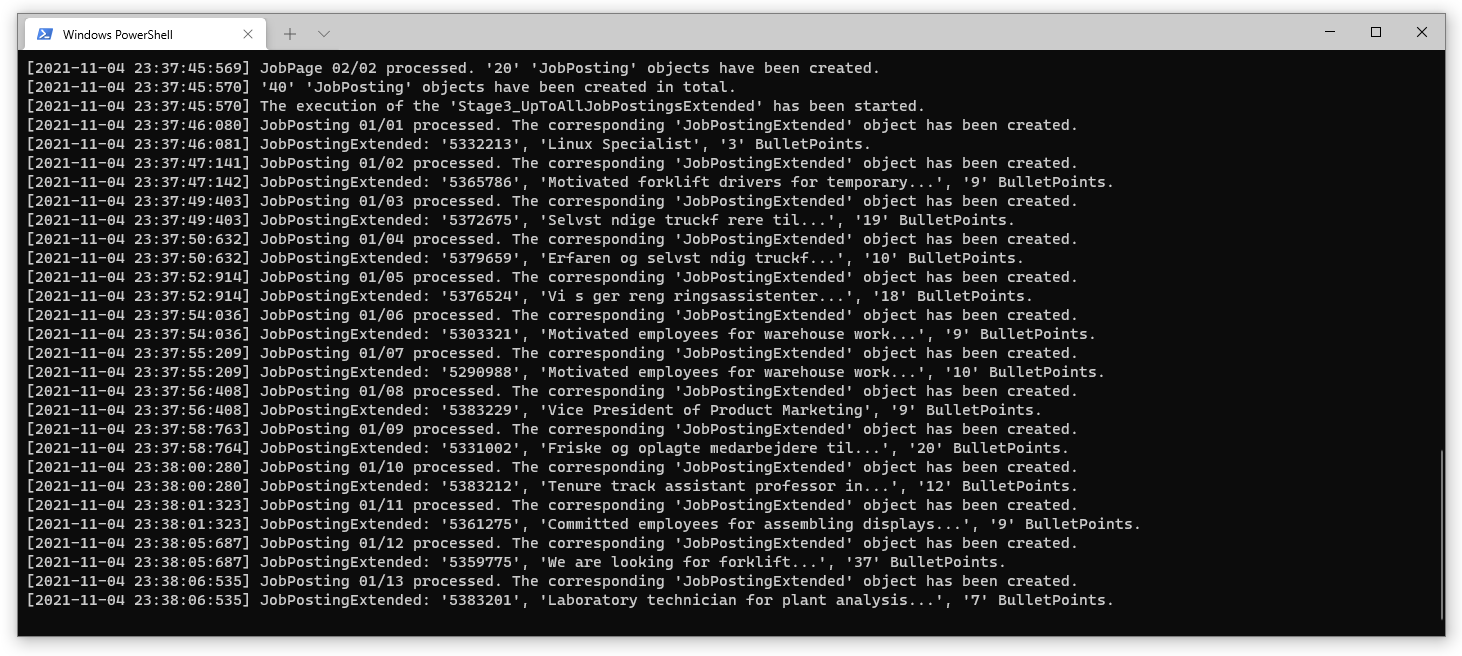 Windows PowerShell
[2021-11-04 23:37:45:569] JobPage 02/02 processed. '20' 'JobPosting' objects have been created.
[2021-11-04 23:37:45:570] '40' 'JobPosting' objects have been created in total.
[2021-11-04 23:37:45:570] The execution of the 'Stage3_UpToAllJobPostingsExtended' has been started.
[2021-11-04 23:37:46:080] JobPosting 01/01 processed. The corresponding 'JobPostingExtended' object has been created.
[2021-11-04 23:37:46:081] JobPostingExtended: '5332213', 'Linux Specialist', '3' BulletPoints.
[2021-11-04 23:37:47:141] JobPosting 01/02 processed. The corresponding 'JobPostingExtended' object has been created.
[2021-11-04 23:37:47:142] JobPostingExtended: '5365786', 'Motivated forklift drivers for temporary...', '9' BulletPoints.
[2021-11-04 23:37:49:403] JobPosting 01/03 processed. The corresponding 'JobPostingExtended' object has been created.
[2021-11-04 23:37:49:403] JobPostingExtended: '5372675', 'Selvst ndige truckf rere til...', '19' BulletPoints.
[2021-11-04 23:37:50:632] JobPosting 01/04 processed. The corresponding 'JobPostingExtended' object has been created.
[2021-11-04 23:37:50:632] JobPostingExtended: '5379659', 'Erfaren og selvst ndig truckf...', '10' BulletPoints.
[2021-11-04 23:37:52:914] JobPosting 01/05 processed. The corresponding 'JobPostingExtended' object has been created.
[2021-11-04 23:37:52:914] JobPostingExtended: '5376524', 'Vi s ger reng ringsassistenter...', '18' BulletPoints.
[2021-11-04 23:37:54:036] JobPosting 01/06 processed. The corresponding 'JobPostingExtended' object has been created.
[2021-11-04 23:37:54:036] JobPostingExtended: '5303321', 'Motivated employees for warehouse work...', '9' BulletPoints.
[2021-11-04 23:37:55:209] JobPosting 01/07 processed. The corresponding 'JobPostingExtended' object has been created.
[2021-11-04 23:37:55:209] JobPostingExtended: '5290988', 'Motivated employees for warehouse work...', '10' BulletPoints.
[2021-11-04 23:37:56:408] JobPosting 01/08 processed. The corresponding 'JobPostingExtended' object has been created.
[2021-11-04 23:37:56:408] JobPostingExtended: '5383229', 'Vice President of Product Marketing', '9' BulletPoints.
[2021-11-04 23:37:58:763] JobPosting 01/09 processed. The corresponding 'JobPostingExtended' object has been created.
[2021-11-04 23:37:58:764] JobPostingExtended: '5331002', 'Friske og oplagte medarbejdere til...', '20' BulletPoints.
[2021-11-04 23:38:00:280] JobPosting 01/10 processed. The corresponding 'JobPostingExtended' object has been created.
[2021-11-04 23:38:00:280] JobPostingExtended: '5383212', 'Tenure track assistant professor in...', '12' BulletPoints.
[2021-11-04 23:38:01:323] JobPosting 01/11 processed. The corresponding 'JobPostingExtended' object has been created.
[2021-11-04 23:38:01:323] JobPostingExtended: '5361275', 'Committed employees for assembling displays...', '9' BulletPoints.
[2021-11-04 23:38:05:687] JobPosting 01/12 processed. The corresponding 'JobPostingExtended' object has been created.
[2021-11-04 23:38:05:687] JobPostingExtended: '5359775', 'We are looking for forklift...', '37' BulletPoints.
[2021-11-04 23:38:06:535] JobPosting 01/13 processed. The corresponding 'JobPostingExtended' object has been created.
[2021-11-04 23:38:06:535] JobPostingExtended: '5383201', 'Laboratory technician for plant analysis...', '7' BulletPoints.